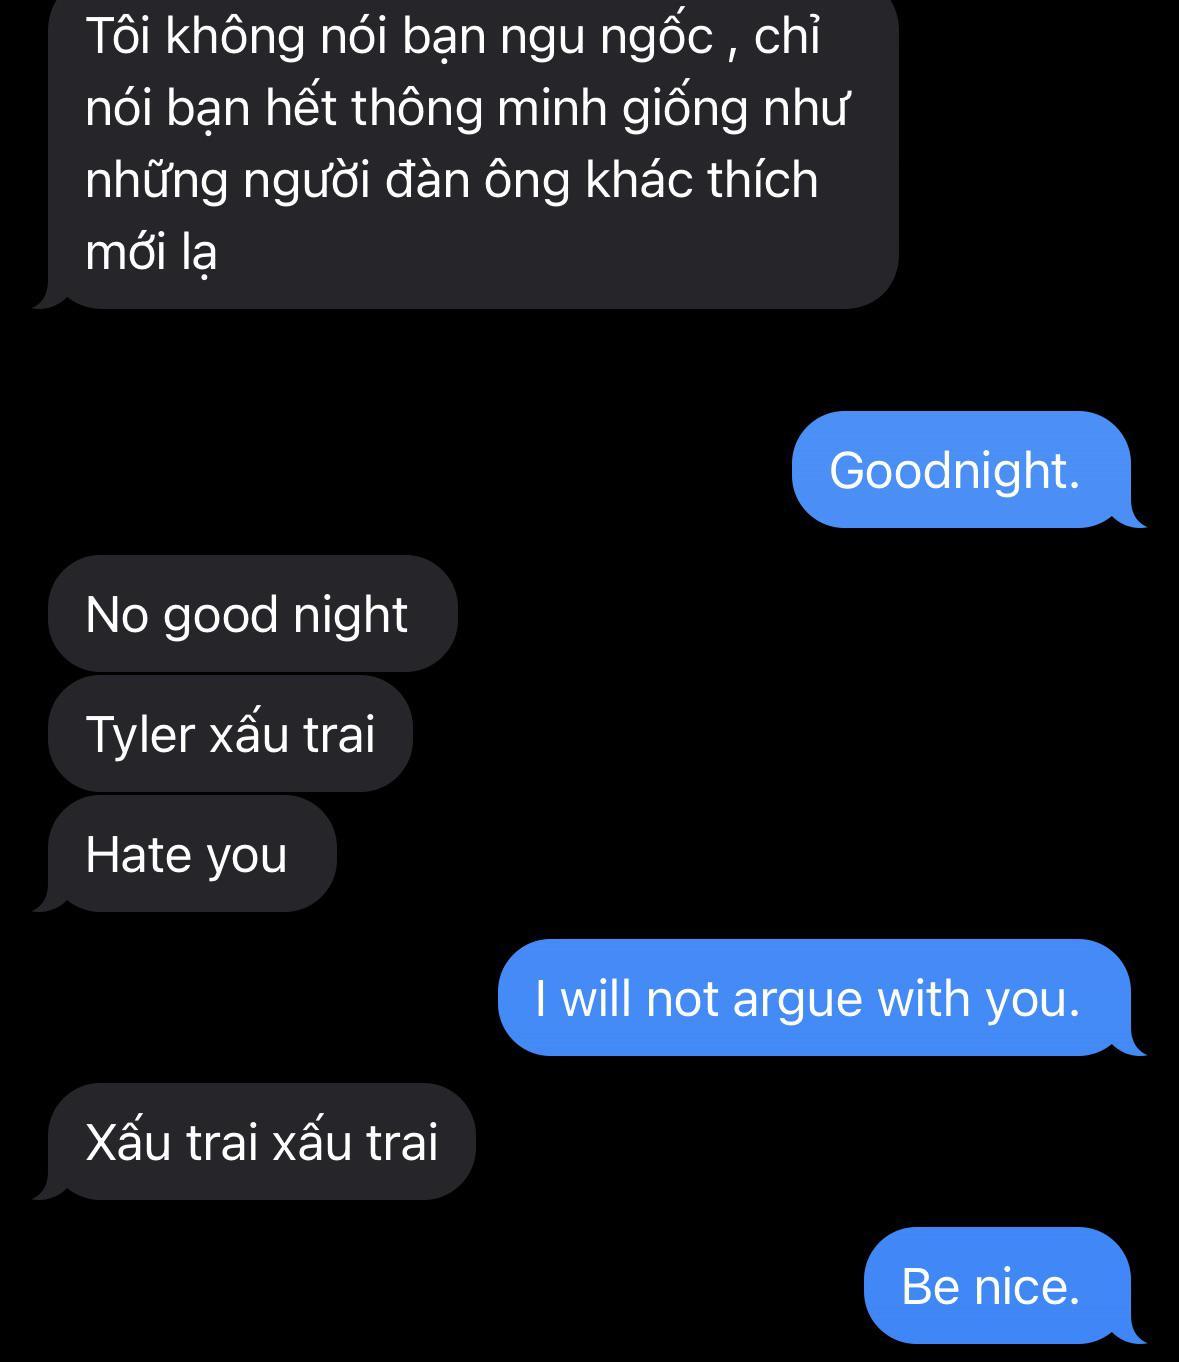 Tôi không nói bạn ngu ngốc , chỉ
nói bạn hết thông minh giống như
những người đàn ông khác thích
mới lạ
Goodnight.
No good night
Tyler xấu trai
Hate you
I will not argue with you.
Xấu trai xấu trai
Be nice.